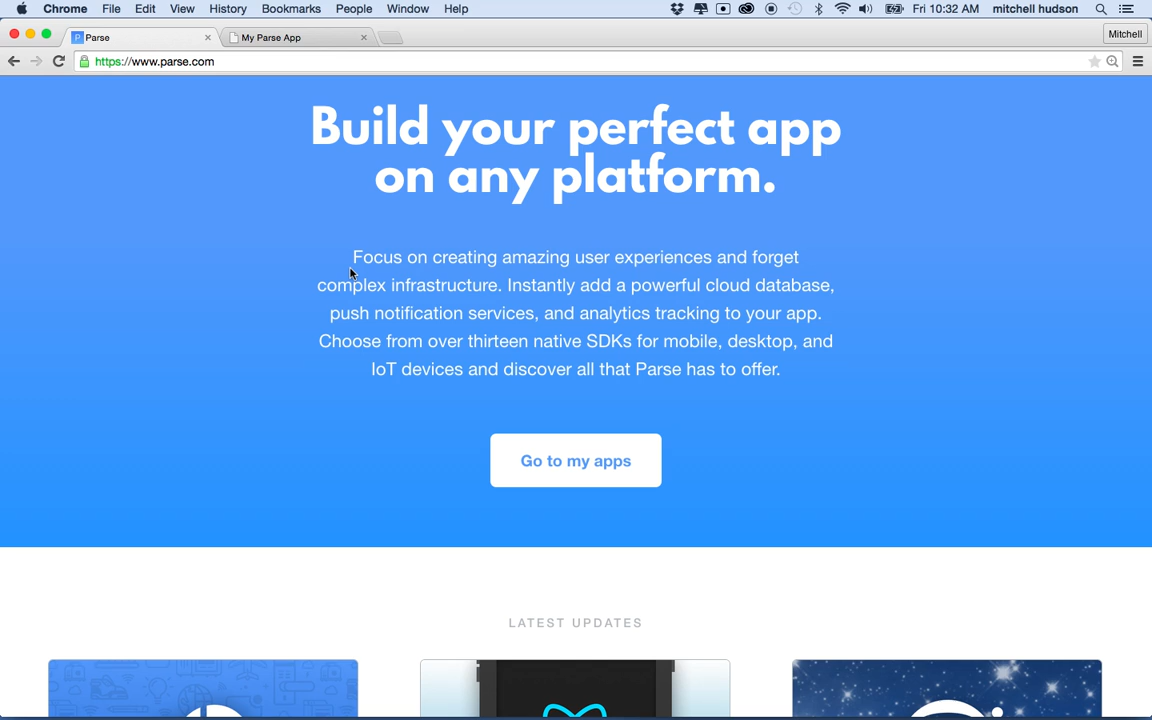 Chrome File Edit View History Bookmarks People Window Help Fri 10:32 AM mitchell hudson
Parse My Parse App Mitchell
https://www.parse.com
Build your perfect app
on any platform.
Focus on creating amazing user experiences and forget
complex infrastructure. Instantly add a powerful cloud database,
push notification services, and analytics tracking to your app.
Choose from over thirteen native SDKs for mobile, desktop, and
IoT devices and discover all that Parse has to offer.
Go to my apps
LATEST UPDATES